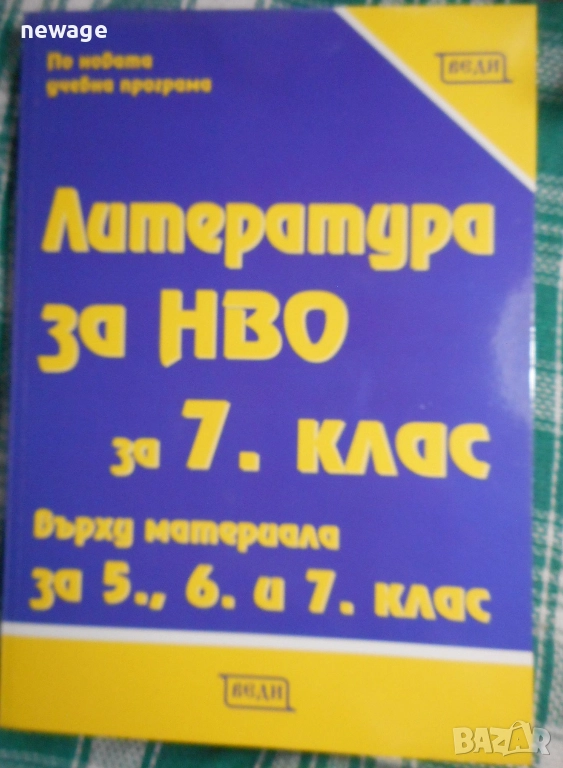 newage
По новата
учебна програма
ВЕДИ
Литература
за НВО
за 7. клас
върху материала
за 5., 6. и 7. клас
ВЕДИ
BAZAR